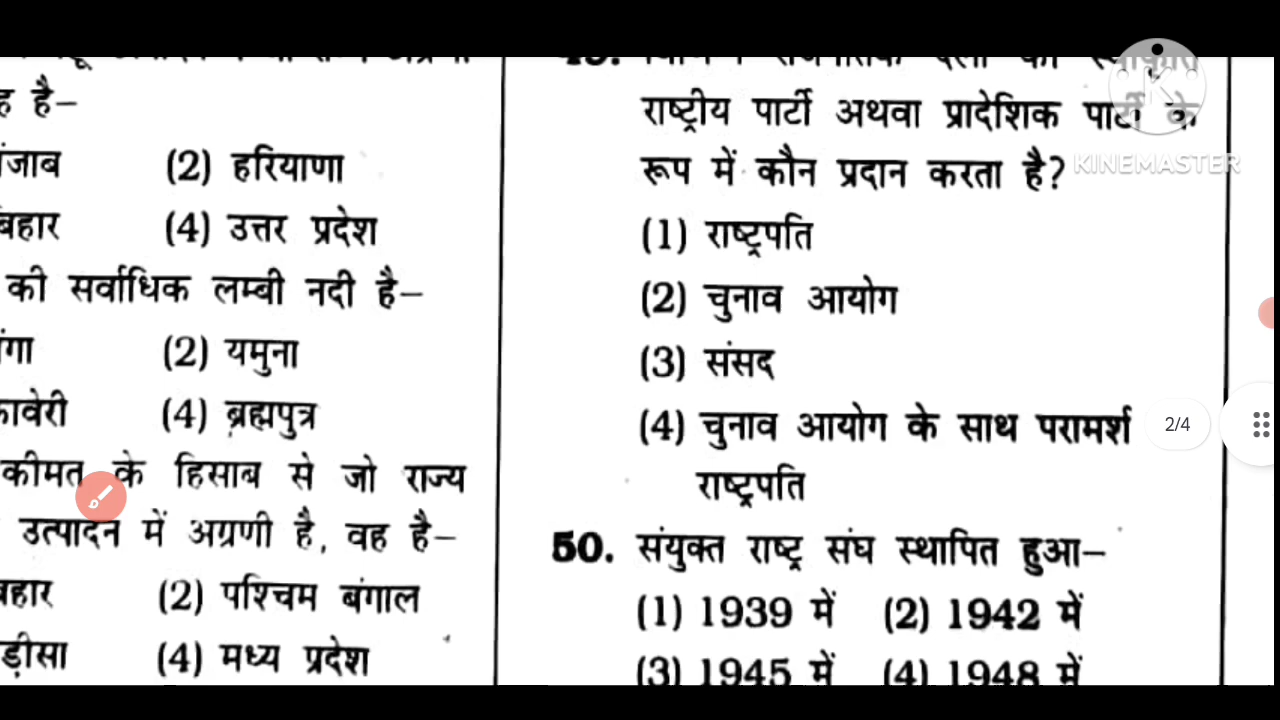 ह है–
ंजाब (2) हरियाणा
बिहार (4) उत्तर प्रदेश
की सर्वाधिक लम्बी नदी है–
ंगा (2) यमुना
कावेरी (4) ब्रह्मपुत्र
कीमत के हिसाब से जो राज्य
उत्पादन में अग्रणी है, वह है–
बिहार (2) पश्चिम बंगाल
ड़ीसा (4) मध्य प्रदेश
49.
राष्ट्रीय पार्टी अथवा प्रादेशिक पार्टी के
रूप में कौन प्रदान करता है?
(1) राष्ट्रपति
(2) चुनाव आयोग
(3) संसद
(4) चुनाव आयोग के साथ परामर्श
राष्ट्रपति
50. संयुक्त राष्ट्र संघ स्थापित हुआ–
(1) 1939 में (2) 1942 में
(3) 1945 में (4) 1948 में
KINEMASTER
2/4